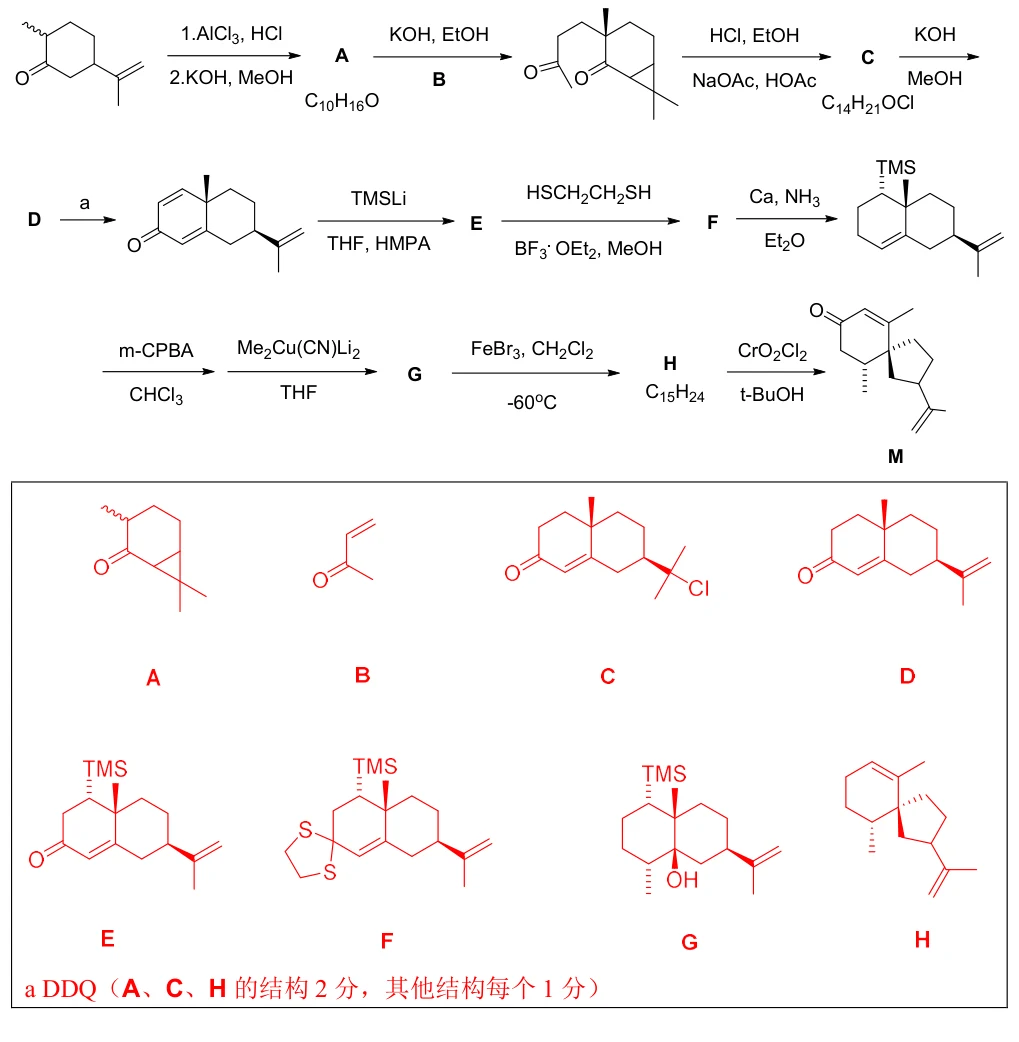 1.AlCl3, HCl
2.KOH, MeOH
A
C10H16O
KOH, EtOH
B
O
O
HCl, EtOH
NaOAc, HOAc
C
C14H21OCl
KOH
MeOH
O
D
a
O
TMSLi
THF, HMPA
E
HSCH2CH2SH
BF3·OEt2, MeOH
F
Ca, NH3
Et2O
TMS
m-CPBA
CHCl3
Me2Cu(CN)Li2
THF
G
FeBr3, CH2Cl2
-60oC
H
C15H24
CrO2Cl2
t-BuOH
O
M
O
A
O
B
O
Cl
C
O
D
TMS
O
E
TMS
S
S
F
TMS
OH
G
H
a DDQ（A、C、H 的结构 2 分，其他结构每个 1 分）